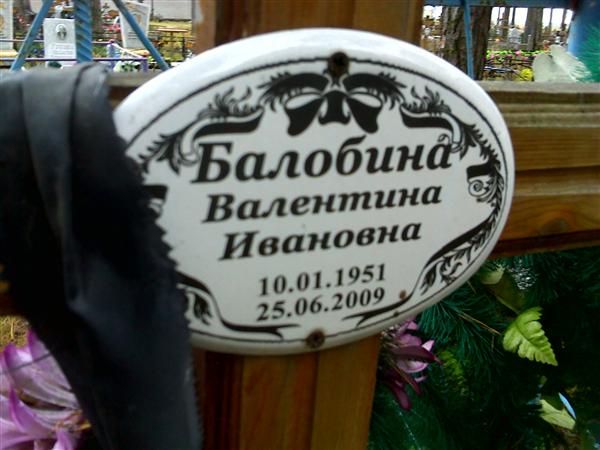 Балобина
Валентина
Ивановна
10.01.1951
25.06.2009